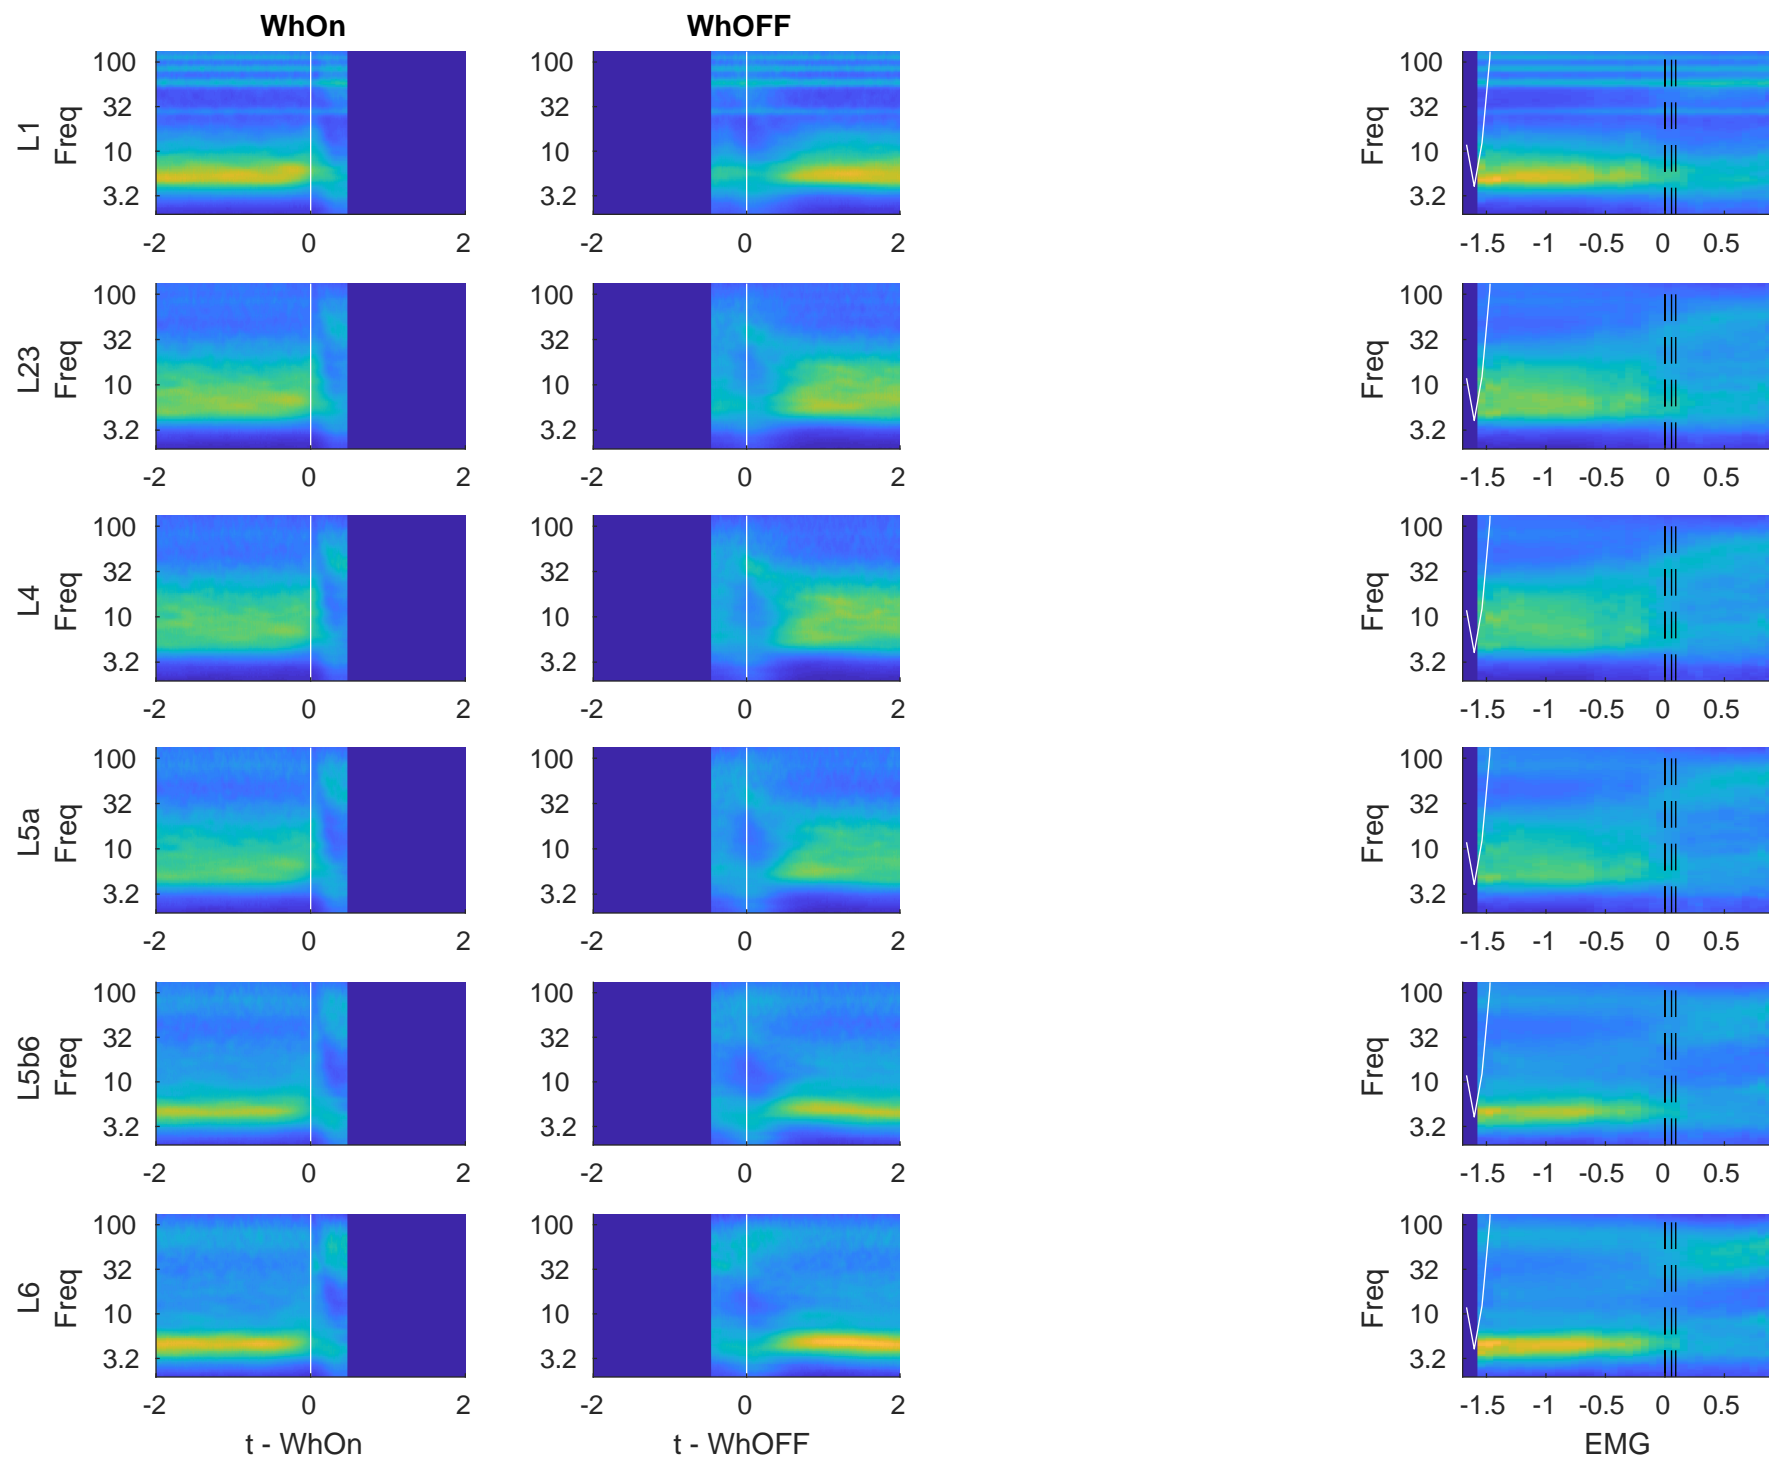 WhOn WhOFF
L1 Freq 100 32 10 3.2 100 32 10 3.2 Freq 100 32 10 3.2
-2 0 2 -2 0 2 -1.5 -1 -0.5 0 0.5
L23 Freq 100 32 10 3.2 100 32 10 3.2 Freq 100 32 10 3.2
-2 0 2 -2 0 2 -1.5 -1 -0.5 0 0.5
L4 Freq 100 32 10 3.2 100 32 10 3.2 Freq 100 32 10 3.2
-2 0 2 -2 0 2 -1.5 -1 -0.5 0 0.5
L5a Freq 100 32 10 3.2 100 32 10 3.2 Freq 100 32 10 3.2
-2 0 2 -2 0 2 -1.5 -1 -0.5 0 0.5
L5b6 Freq 100 32 10 3.2 100 32 10 3.2 Freq 100 32 10 3.2
-2 0 2 -2 0 2 -1.5 -1 -0.5 0 0.5
L6 Freq 100 32 10 3.2 100 32 10 3.2 Freq 100 32 10 3.2
-2 0 2 -2 0 2 -1.5 -1 -0.5 0 0.5
t - WhOn t - WhOFF EMG